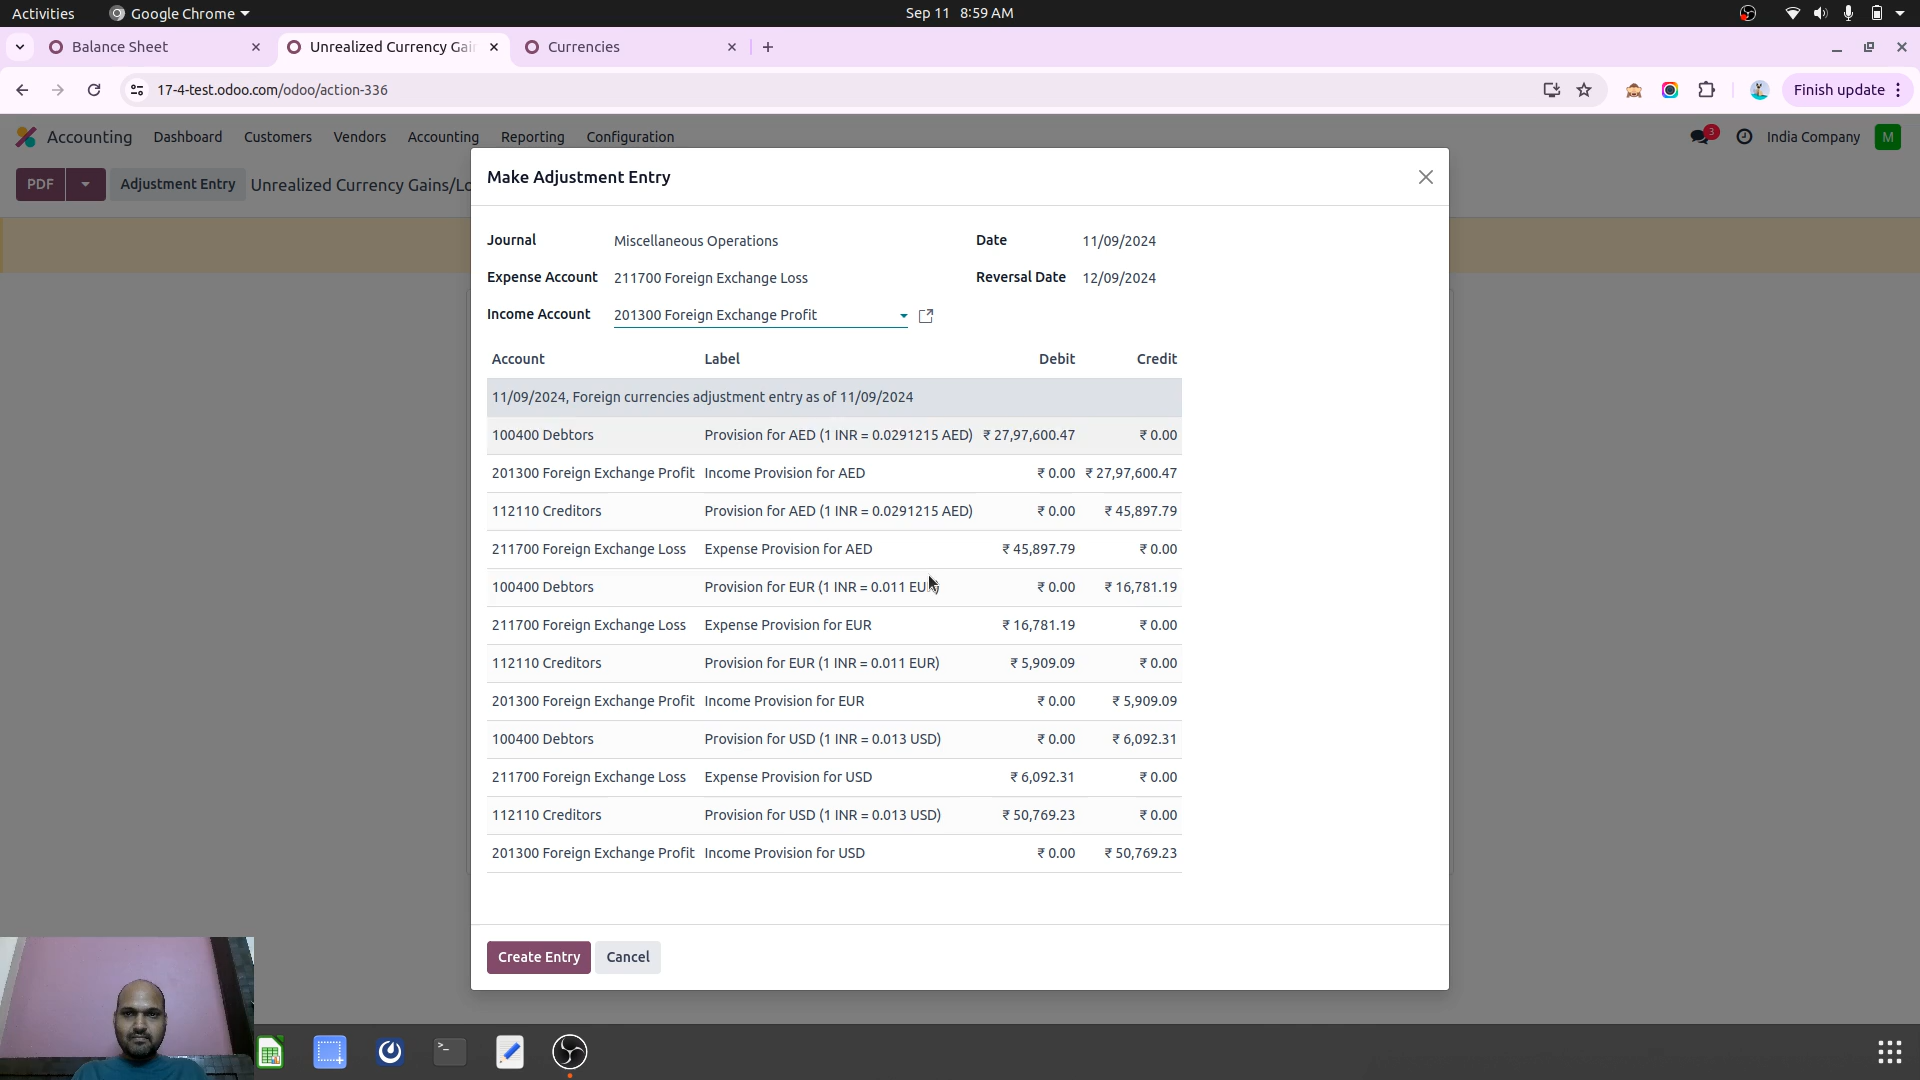 Activities Google Chrome Sep 11 8:59 AM
Balance Sheet Unrealized Currency Gai Currencies
17-4-test.odoo.com/odoo/action-336 Finish update
Accounting Dashboard Customers Vendors Accounting Reporting Configuration 3 India Company M
PDF Adjustment Entry Unrealized Currency Gains/Lo
Make Adjustment Entry
Journal Miscellaneous Operations Date 11/09/2024
Expense Account 211700 Foreign Exchange Loss Reversal Date 12/09/2024
Income Account 201300 Foreign Exchange Profit
Account Label Debit Credit
11/09/2024, Foreign currencies adjustment entry as of 11/09/2024
100400 Debtors Provision for AED (1 INR = 0.0291215 AED) ₹ 27,97,600.47 ₹ 0.00
201300 Foreign Exchange Profit Income Provision for AED ₹ 0.00 ₹ 27,97,600.47
112110 Creditors Provision for AED (1 INR = 0.0291215 AED) ₹ 0.00 ₹ 45,897.79
211700 Foreign Exchange Loss Expense Provision for AED ₹ 45,897.79 ₹ 0.00
100400 Debtors Provision for EUR (1 INR = 0.011 EUR) ₹ 0.00 ₹ 16,781.19
211700 Foreign Exchange Loss Expense Provision for EUR ₹ 16,781.19 ₹ 0.00
112110 Creditors Provision for EUR (1 INR = 0.011 EUR) ₹ 5,909.09 ₹ 0.00
201300 Foreign Exchange Profit Income Provision for EUR ₹ 0.00 ₹ 5,909.09
100400 Debtors Provision for USD (1 INR = 0.013 USD) ₹ 0.00 ₹ 6,092.31
211700 Foreign Exchange Loss Expense Provision for USD ₹ 6,092.31 ₹ 0.00
112110 Creditors Provision for USD (1 INR = 0.013 USD) ₹ 50,769.23 ₹ 0.00
201300 Foreign Exchange Profit Income Provision for USD ₹ 0.00 ₹ 50,769.23
Create Entry Cancel